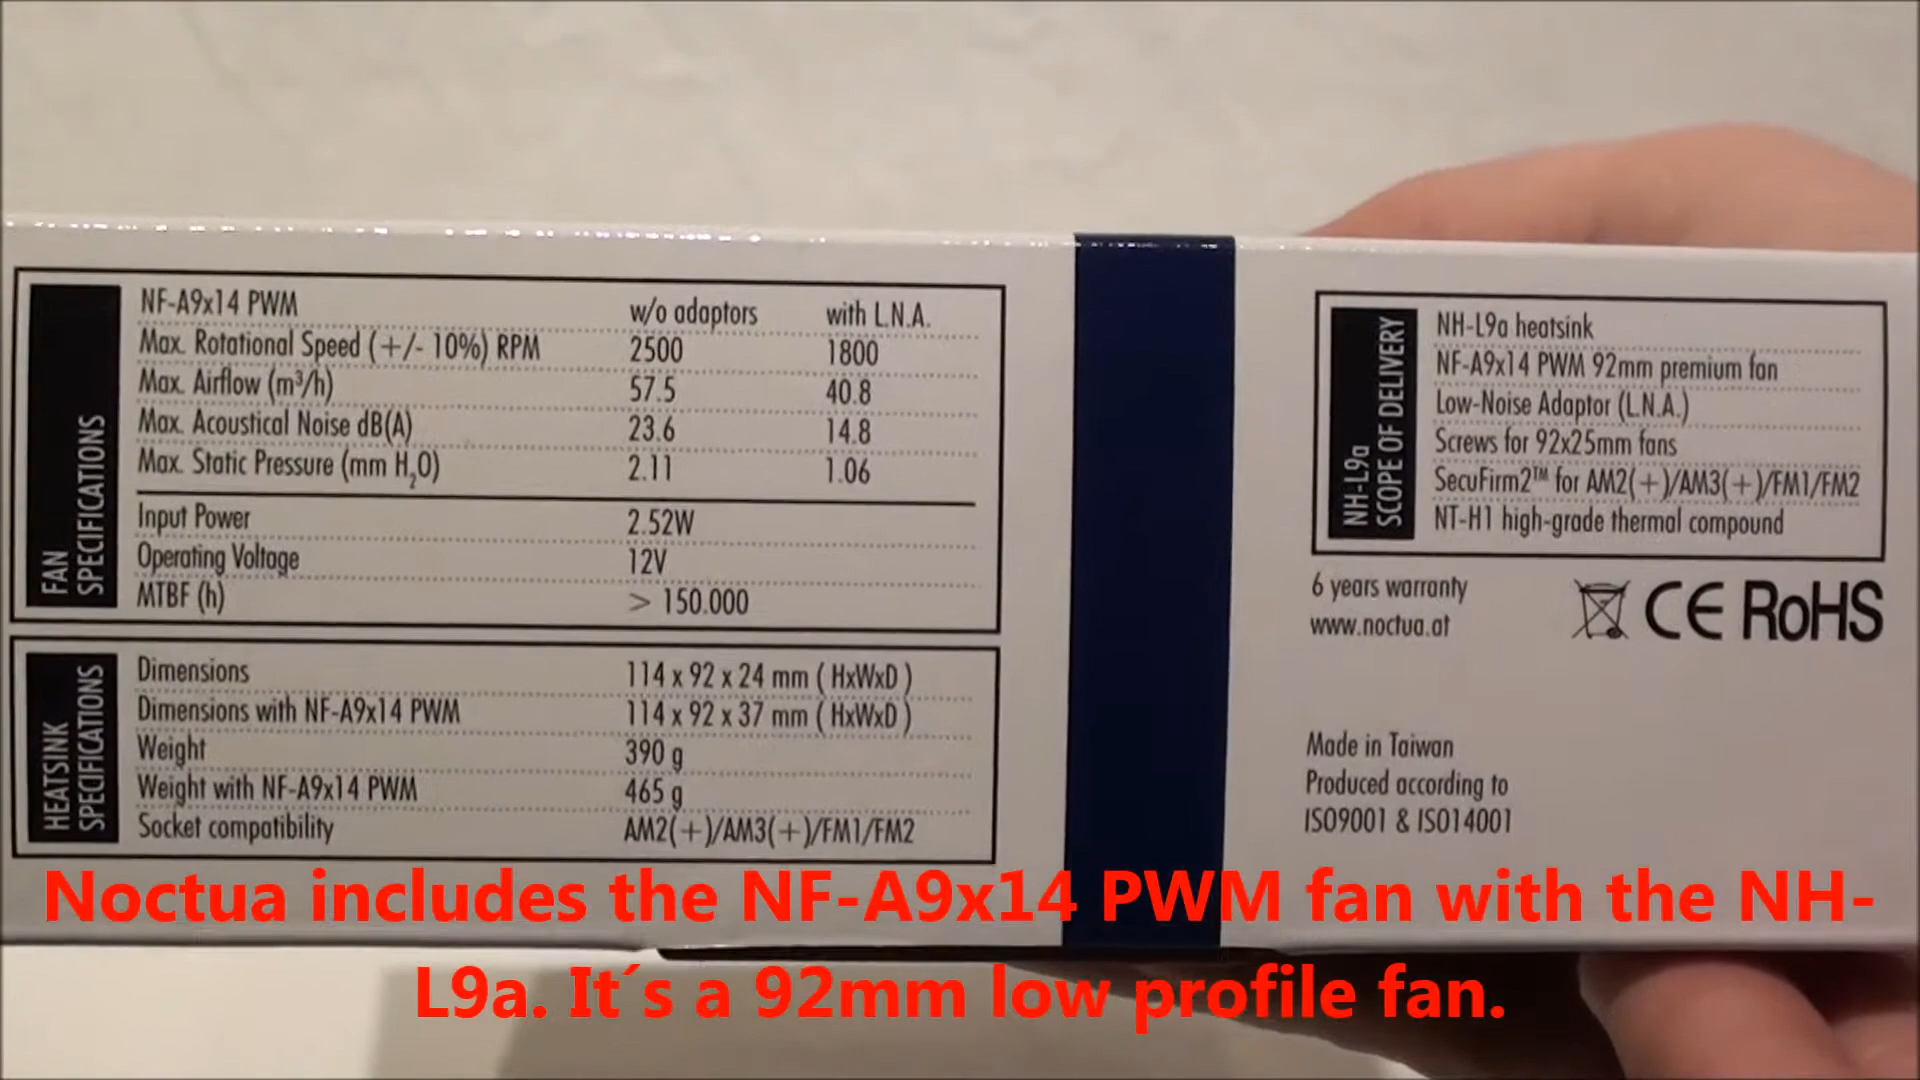 FAN
SPECIFICATIONS
NF-A9x14 PWM w/o adaptors with L.N.A.
Max. Rotational Speed (+/- 10%) RPM 2500 1800
Max. Airflow (m³/h) 57.5 40.8
Max. Acoustical Noise dB(A) 23.6 14.8
Max. Static Pressure (mm H₂O) 2.11 1.06
Input Power 2.52W
Operating Voltage 12V
MTBF (h) > 150.000
HEATSINK
SPECIFICATIONS
Dimensions 114 x 92 x 24 mm ( HxWxD )
Dimensions with NF-A9x14 PWM 114 x 92 x 37 mm ( HxWxD )
Weight 390 g
Weight with NF-A9x14 PWM 465 g
Socket compatibility AM2(+)/AM3(+)/FM1/FM2
NH-L9a
SCOPE OF DELIVERY
NH-L9a heatsink
NF-A9x14 PWM 92mm premium fan
Low-Noise Adaptor (L.N.A.)
Screws for 92x25mm fans
SecuFirm2™ for AM2(+)/AM3(+)/FM1/FM2
NT-H1 high-grade thermal compound
6 years warranty
www.noctua.at
CE RoHS
Made in Taiwan
Produced according to
ISO9001 & ISO14001
Noctua includes the NF-A9x14 PWM fan with the NH-
L9a. It´s a 92mm low profile fan.